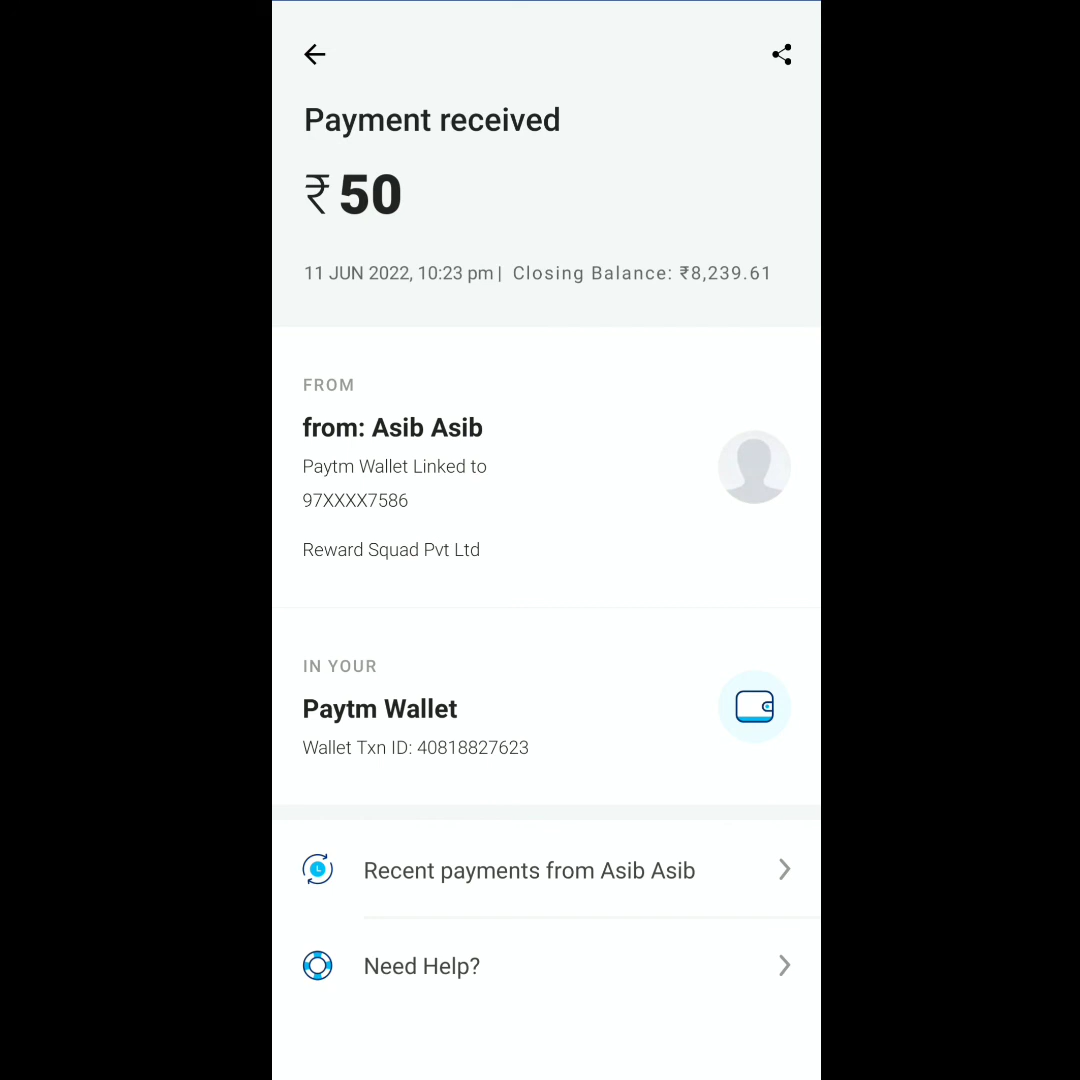 Payment received
₹50
11 JUN 2022, 10:23 pm | Closing Balance: ₹8,239.61
FROM
from: Asib Asib
Paytm Wallet Linked to
97XXXX7586
Reward Squad Pvt Ltd
IN YOUR
Paytm Wallet
Wallet Txn ID: 40818827623
Recent payments from Asib Asib
Need Help?